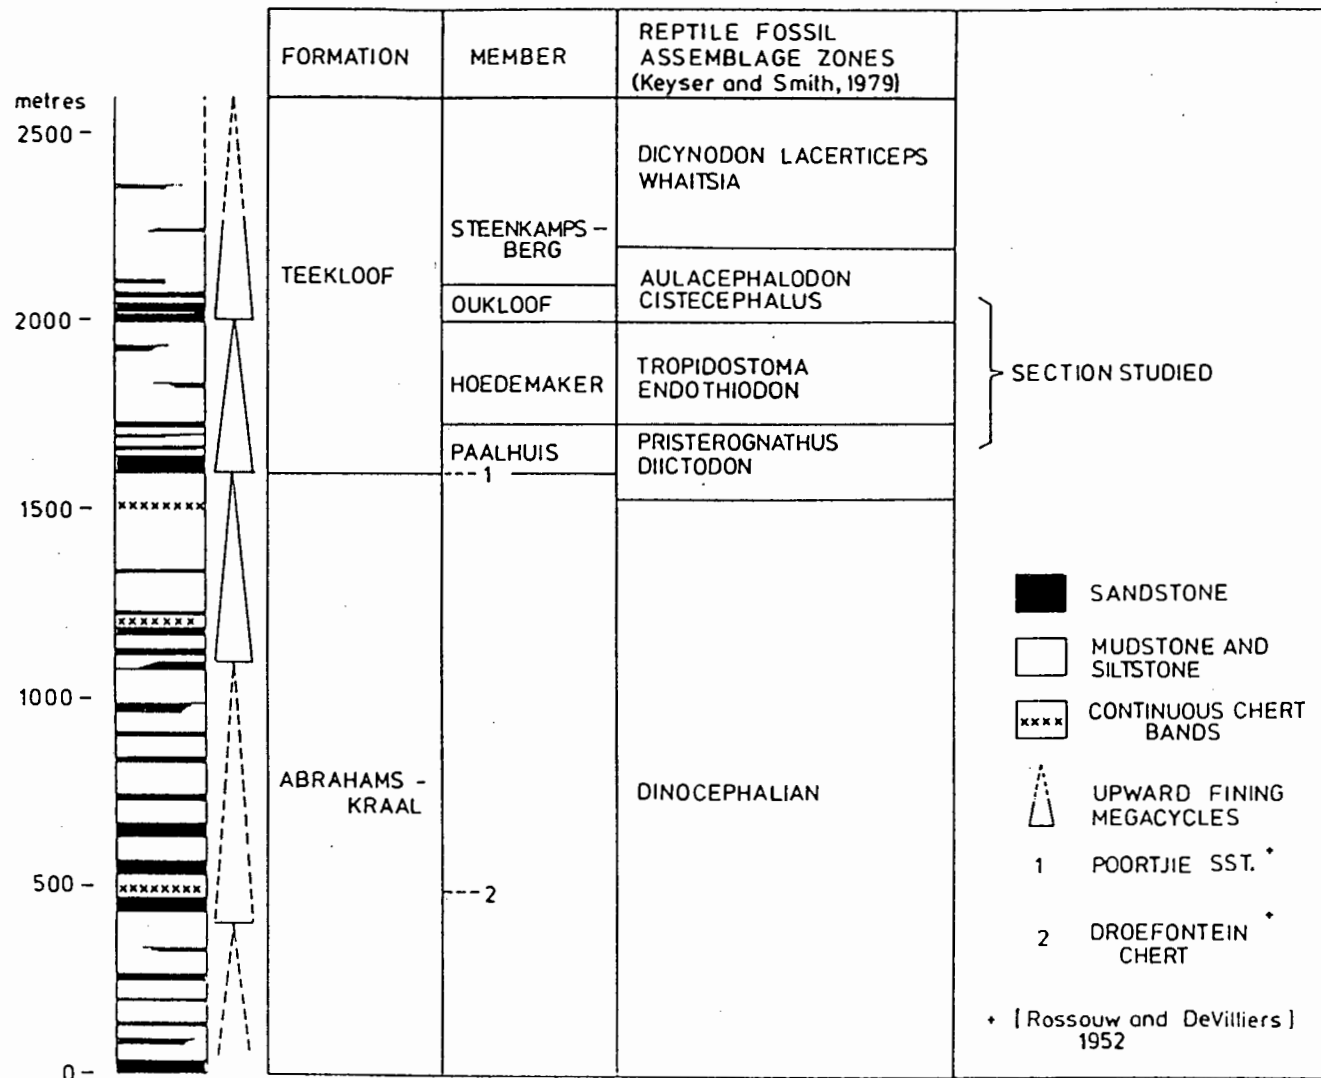 FORMATION
MEMBER
REPTILE FOSSIL
ASSEMBLAGE ZONES
(Keyser and Smith, 1979)
metres
2500 –
2000 –
1500 –
1000 –
500 –
0 –
TEEKLOOF
ABRAHAMS –
KRAAL
STEENKAMPS –
BERG
OUKLOOF
HOEDEMAKER
PAALHUIS
--- 1
--- 2
DICYNODON LACERTICEPS
WHAITSIA
AULACEPHALODON
CISTECEPHALUS
TROPIDOSTOMA
ENDOTHIODON
PRISTEROGNATHUS
DIICTODON
DINOCEPHALIAN
SECTION STUDIED
SANDSTONE
MUDSTONE AND
SILTSTONE
CONTINUOUS CHERT
BANDS
UPWARD FINING
MEGACYCLES
1 POORTJIE SST. +
2 DROEFONTEIN +
CHERT
+ [Rossouw and DeVilliers]
1952